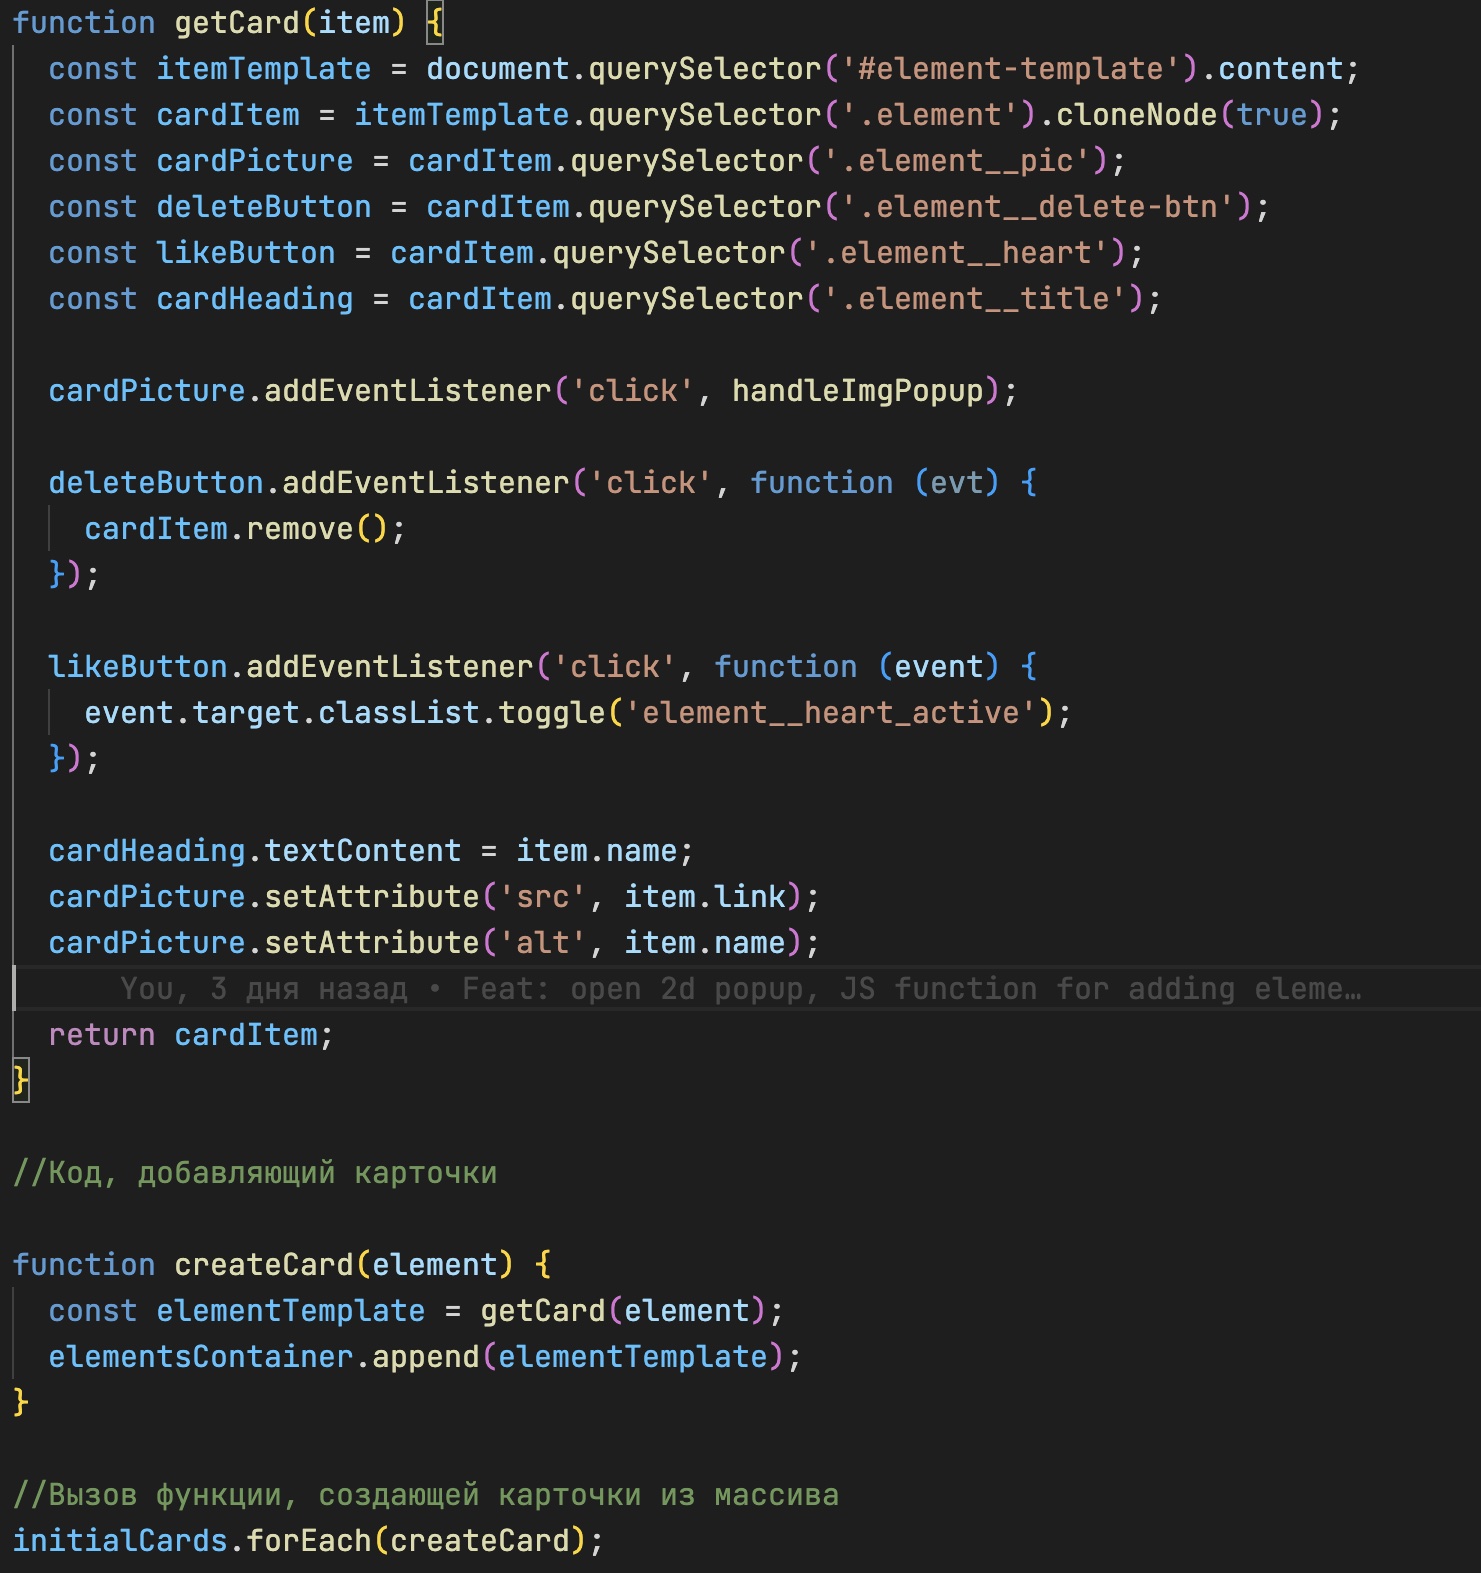 function getCard(item) {
const itemTemplate = document.querySelector('#element-template').content;
const cardItem = itemTemplate.querySelector('.element').cloneNode(true);
const cardPicture = cardItem.querySelector('.element__pic');
const deleteButton = cardItem.querySelector('.element__delete-btn');
const likeButton = cardItem.querySelector('.element__heart');
const cardHeading = cardItem.querySelector('.element__title');
cardPicture.addEventListener('click', handleImgPopup);
deleteButton.addEventListener('click', function (evt) {
cardItem.remove();
});
likeButton.addEventListener('click', function (event) {
event.target.classList.toggle('element__heart_active');
});
cardHeading.textContent = item.name;
cardPicture.setAttribute('src', item.link);
cardPicture.setAttribute('alt', item.name);
You, 3 дня назад • Feat: open 2d popup, JS function for adding eleme…
return cardItem;
}
//Код, добавляющий карточки
function createCard(element) {
const elementTemplate = getCard(element);
elementsContainer.append(elementTemplate);
}
//Вызов функции, создающей карточки из массива
initialCards.forEach(createCard);